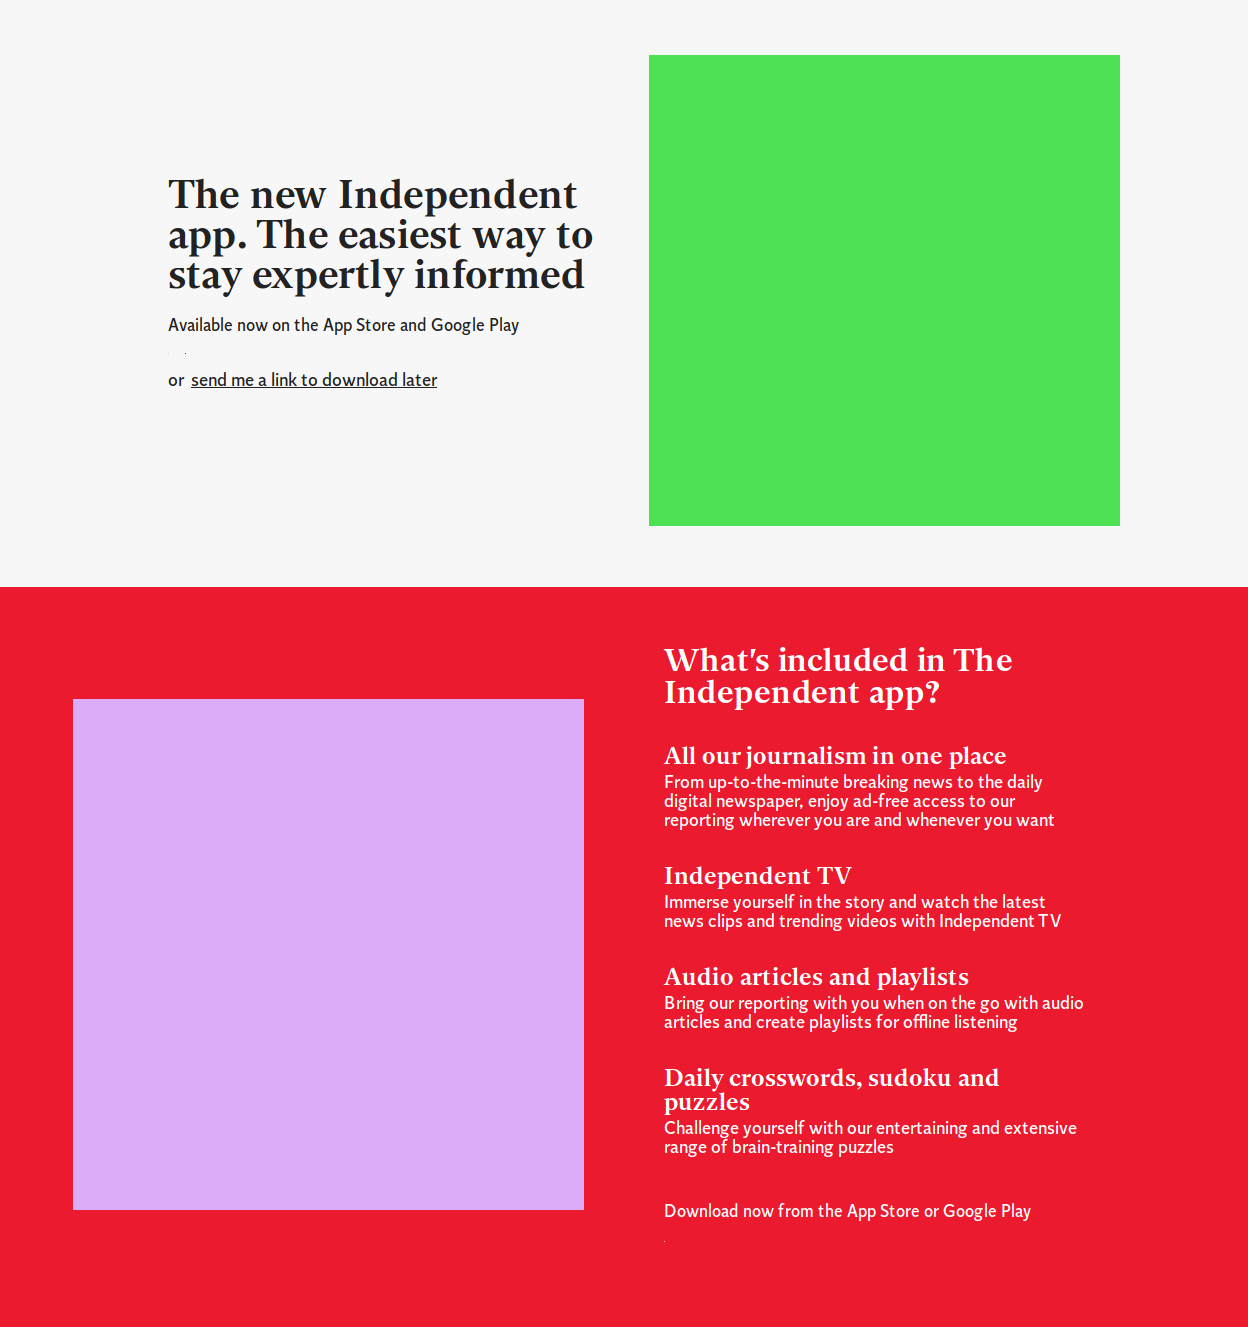 The new Independent
app. The easiest way to
stay expertly informed
Available now on the App Store and Google Play
or send me a link to download later
What's included in The
Independent app?
All our journalism in one place
From up-to-the-minute breaking news to the daily
digital newspaper, enjoy ad-free access to our
reporting wherever you are and whenever you want
Independent TV
Immerse yourself in the story and watch the latest
news clips and trending videos with Independent TV
Audio articles and playlists
Bring our reporting with you when on the go with audio
articles and create playlists for offline listening
Daily crosswords, sudoku and
puzzles
Challenge yourself with our entertaining and extensive
range of brain-training puzzles
Download now from the App Store or Google Play